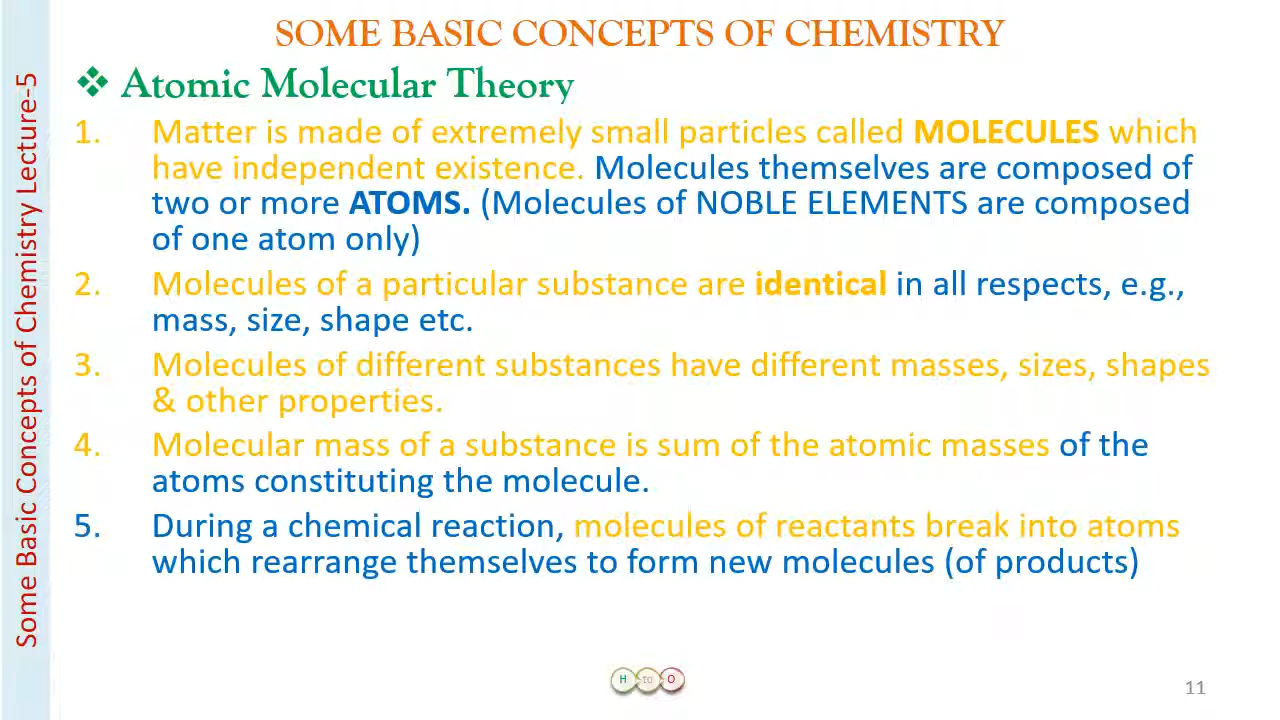 SOME BASIC CONCEPTS OF CHEMISTRY
Some Basic Concepts of Chemistry Lecture-5
❖ Atomic Molecular Theory
1. Matter is made of extremely small particles called MOLECULES which
have independent existence. Molecules themselves are composed of
two or more ATOMS. (Molecules of NOBLE ELEMENTS are composed
of one atom only)
2. Molecules of a particular substance are identical in all respects, e.g.,
mass, size, shape etc.
3. Molecules of different substances have different masses, sizes, shapes
& other properties.
4. Molecular mass of a substance is sum of the atomic masses of the
atoms constituting the molecule.
5. During a chemical reaction, molecules of reactants break into atoms
which rearrange themselves to form new molecules (of products)
H to O
11